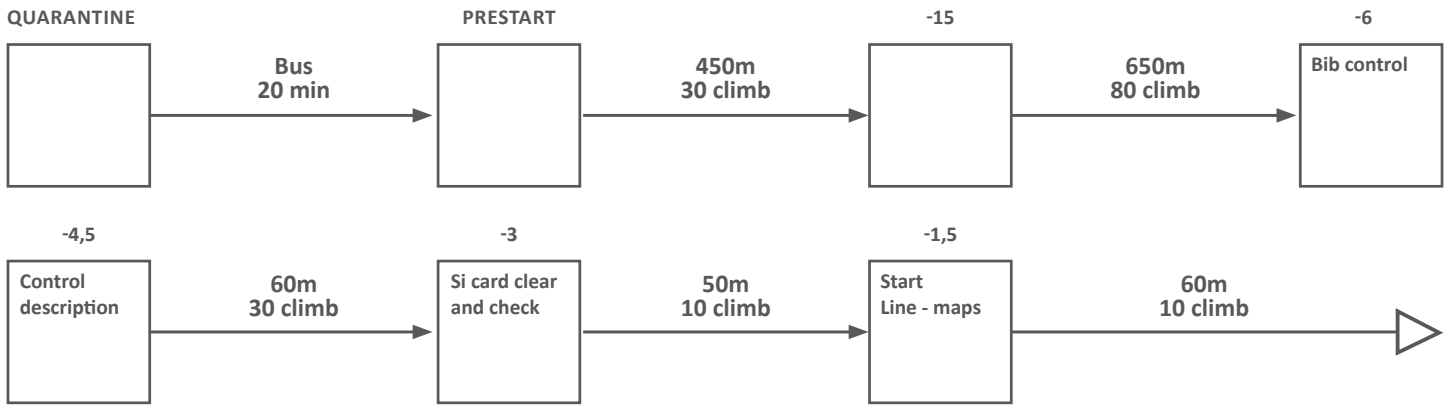 QUARANTINE
PRESTART
-15
-6
Bus
20 min
450m
30 climb
650m
80 climb
Bib control
-4,5
-3
-1,5
Control
description
60m
30 climb
Si card clear
and check
50m
10 climb
Start
Line - maps
60m
10 climb